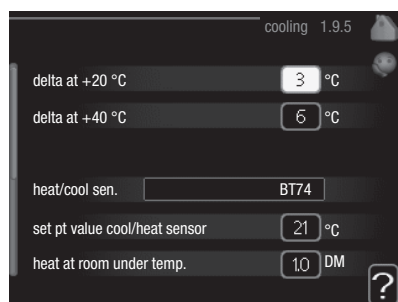 cooling 1.9.5
delta at +20 °C 3 °C
delta at +40 °C 6 °C
heat/cool sen. BT74
set pt value cool/heat sensor 21 °C
heat at room under temp. 1.0 DM
?